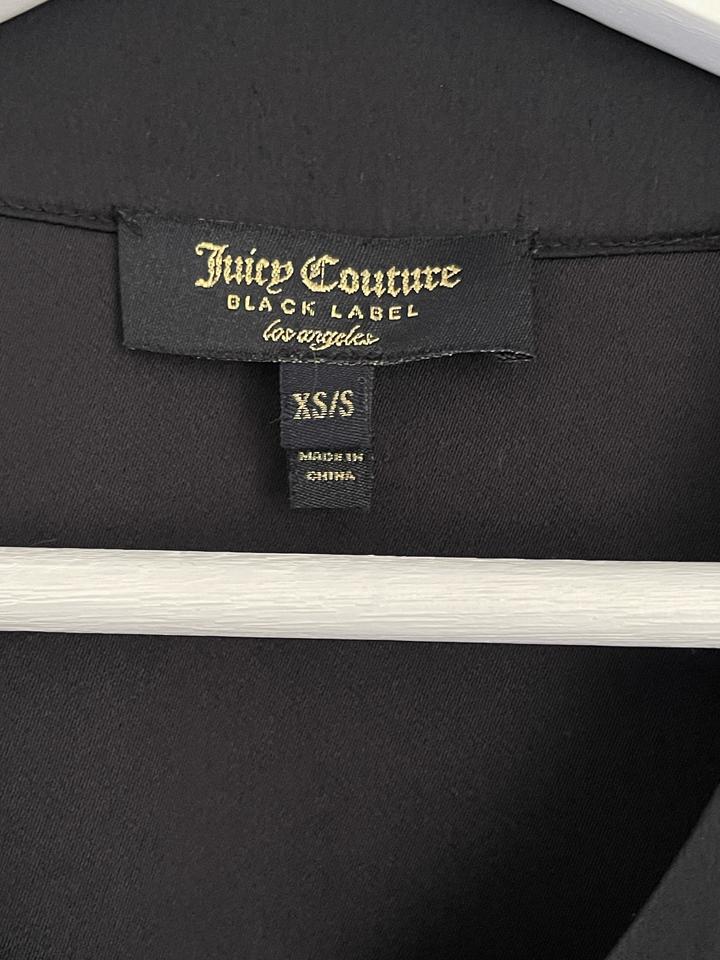 Juicy Couture
BLACK LABEL
los angeles
XS/S
MADE IN
CHINA